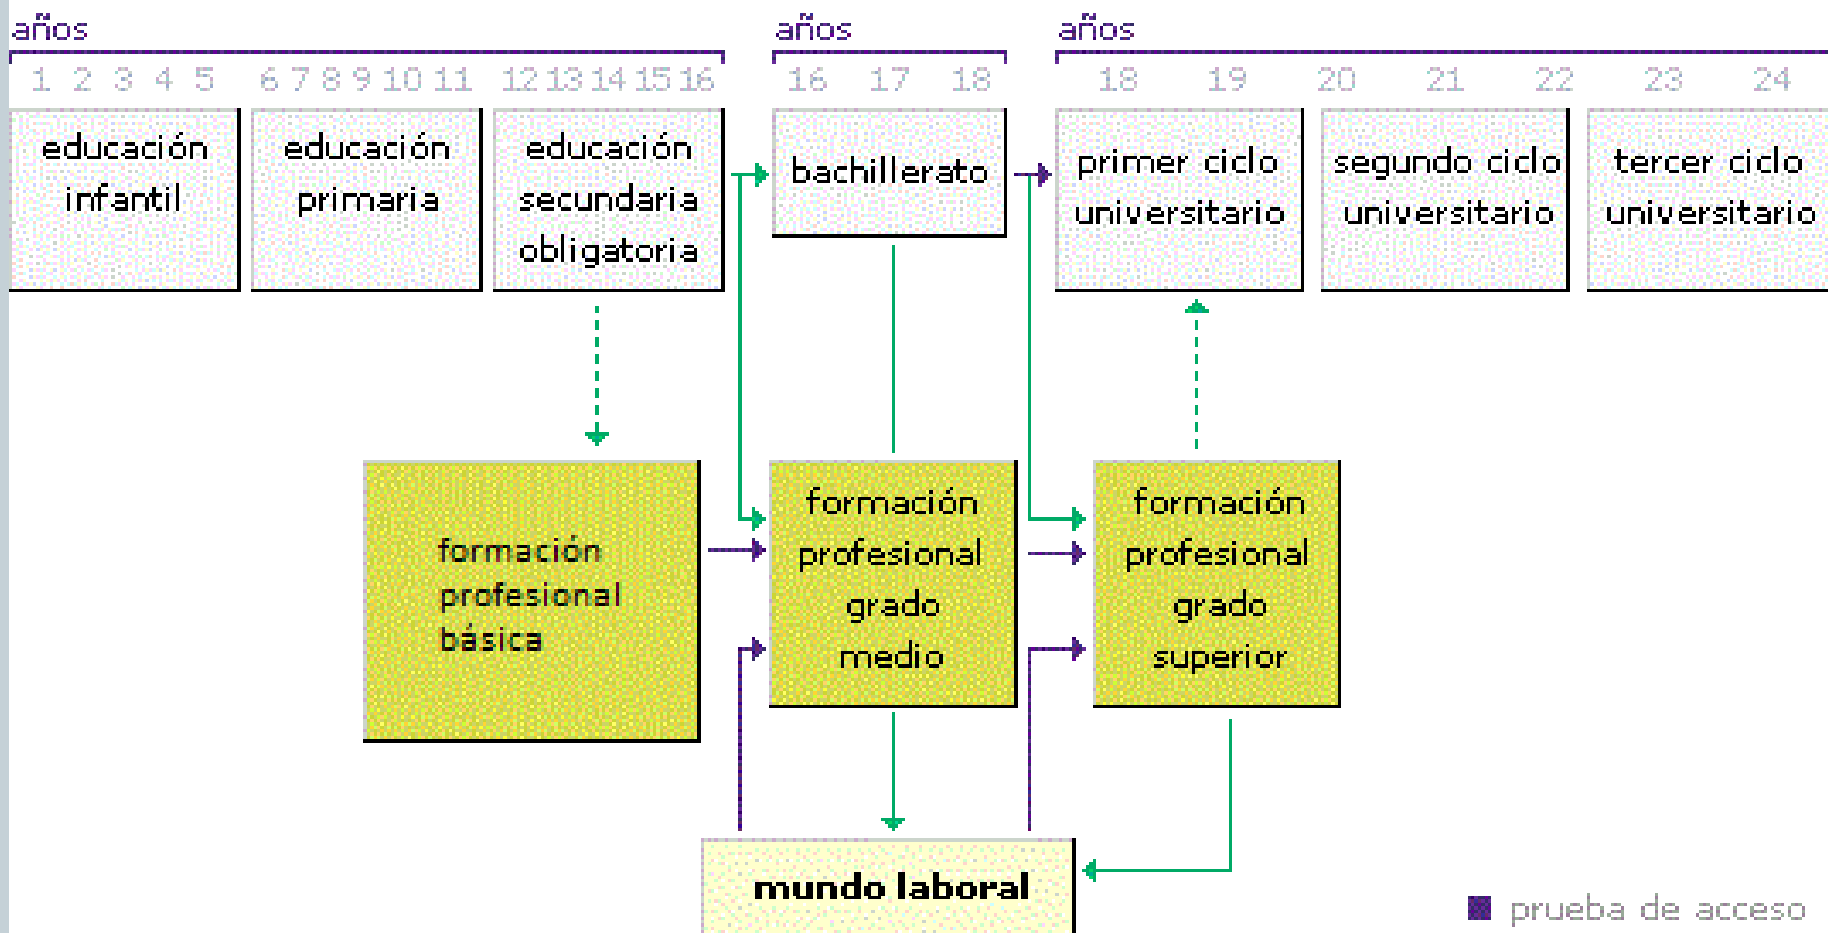 años
1 2 3 4 5 6 7 8 9 10 11 12 13 14 15 16
educación
infantil
educación
primaria
educación
secundaria
obligatoria
años
16 17 18
bachillerato
años
18 19 20 21 22 23 24
primer ciclo
universitario
segundo ciclo
universitario
tercer ciclo
universitario
formación
profesional
básica
formación
profesional
grado
medio
formación
profesional
grado
superior
mundo laboral
prueba de acceso